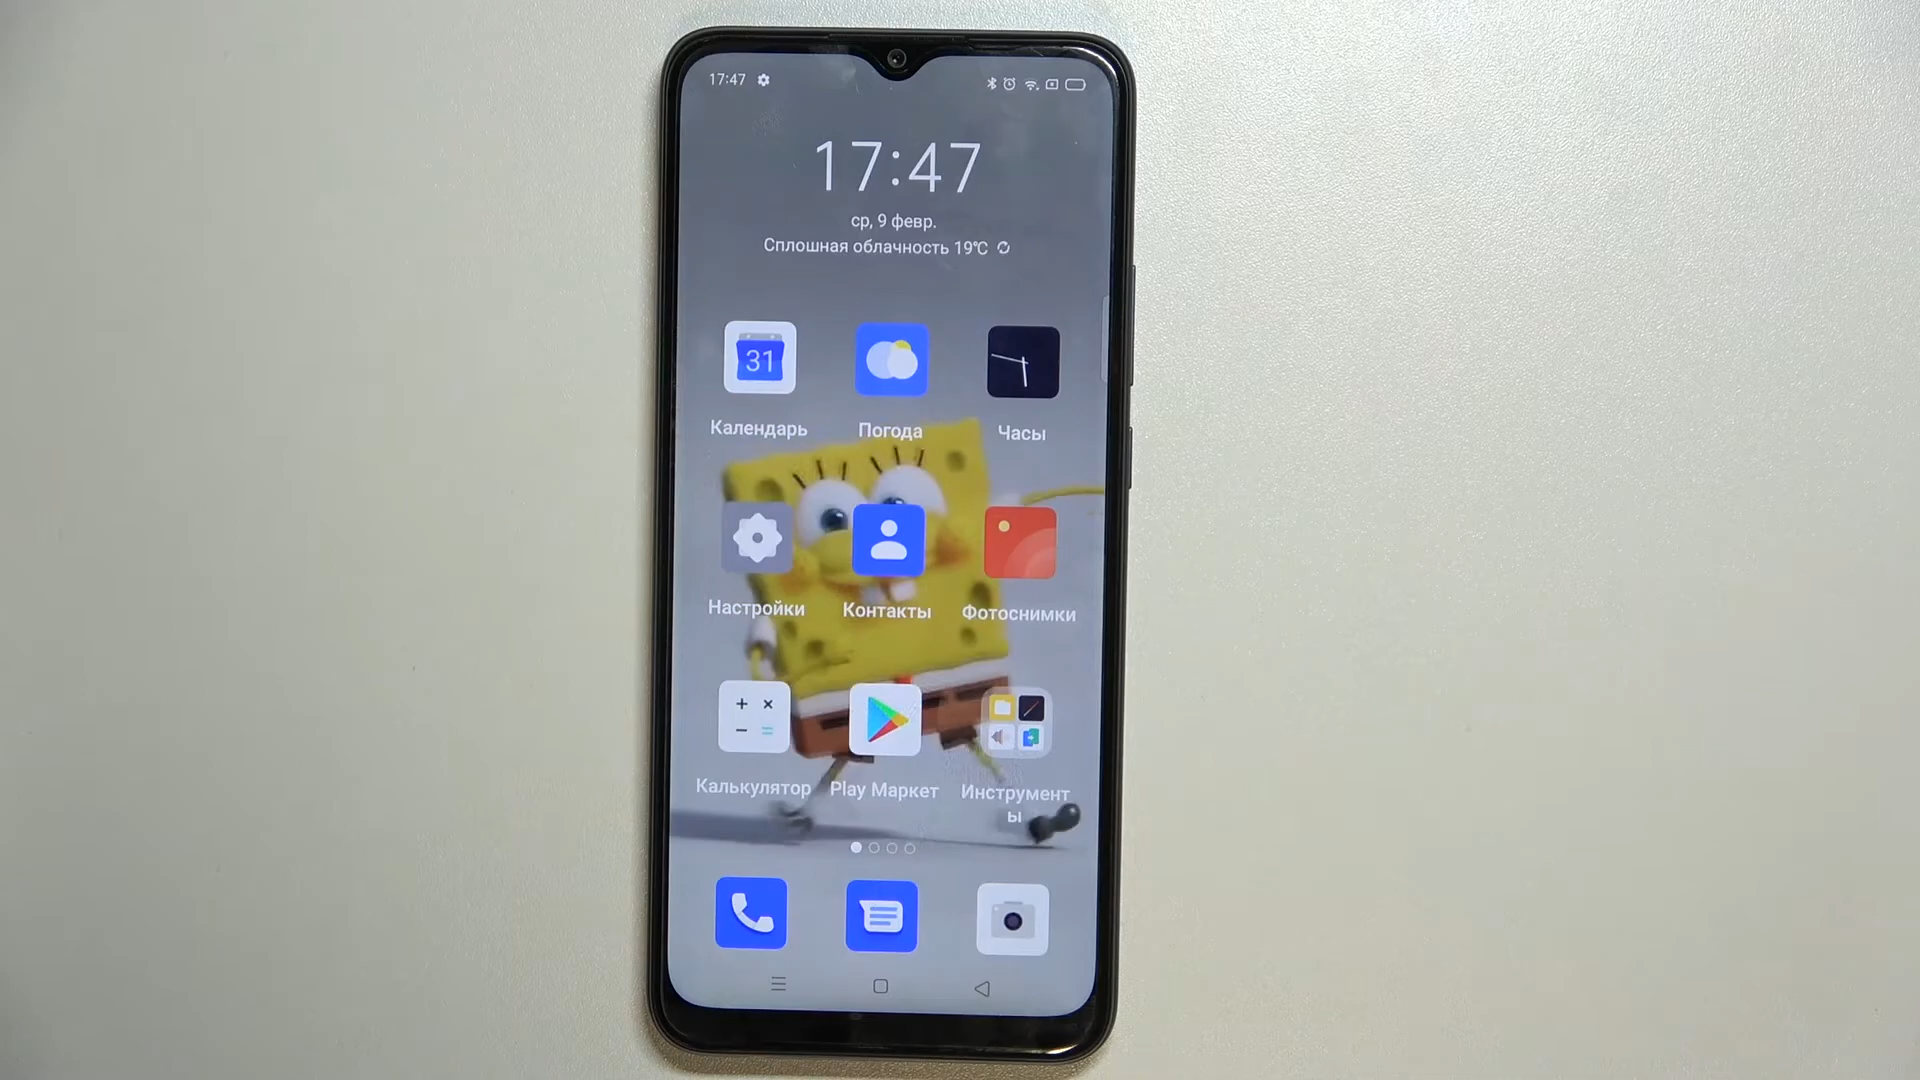 17:47
17:47
ср, 9 февр.
Сплошная облачность 19°C
31
Календарь
Погода
Часы
Настройки
Контакты
Фотоснимки
Калькулятор
Play Маркет
Инструмент
ы